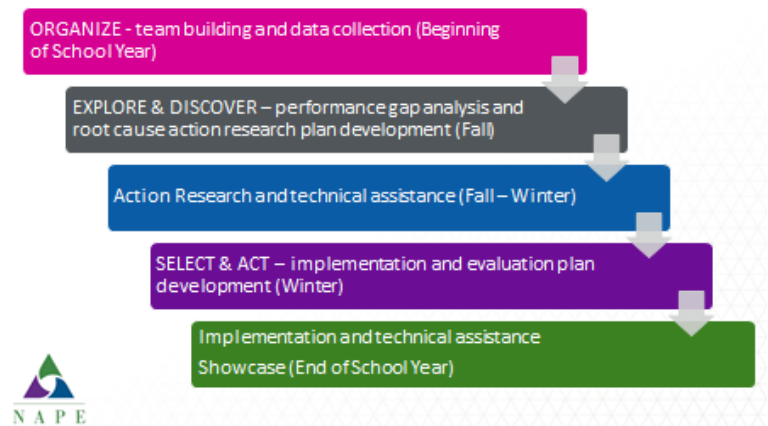 ORGANIZE - team building and data collection (Beginning
of School Year)
EXPLORE & DISCOVER – performance gap analysis and
root cause action research plan development (Fall)
Action Research and technical assistance (Fall – Winter)
SELECT & ACT – implementation and evaluation plan
development (Winter)
Implementation and technical assistance
Showcase (End of School Year)
NAPE